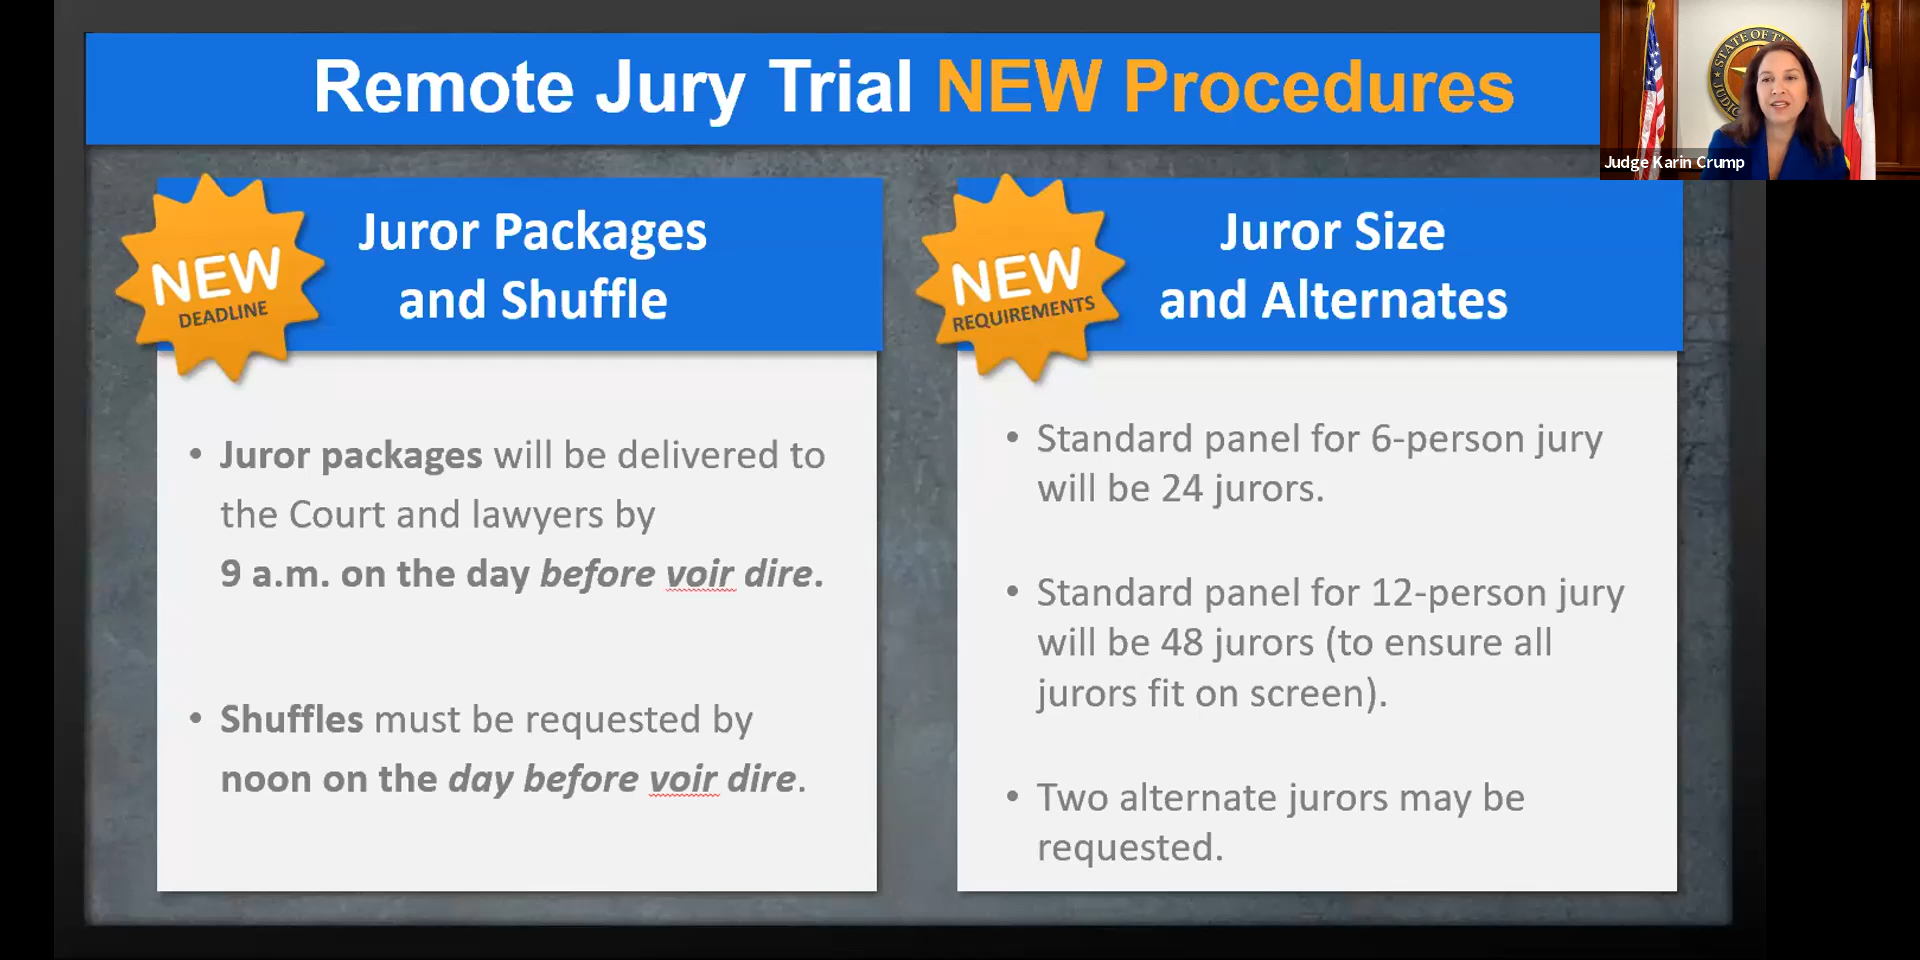 Remote Jury Trial NEW Procedures
STATE OF TE
JUDIC
Judge Karin Crump
NEW
DEADLINE
Juror Packages
and Shuffle
• Juror packages will be delivered to
the Court and lawyers by
9 a.m. on the day before voir dire.
• Shuffles must be requested by
noon on the day before voir dire.
NEW
REQUIREMENTS
Juror Size
and Alternates
• Standard panel for 6-person jury
will be 24 jurors.
• Standard panel for 12-person jury
will be 48 jurors (to ensure all
jurors fit on screen).
• Two alternate jurors may be
requested.